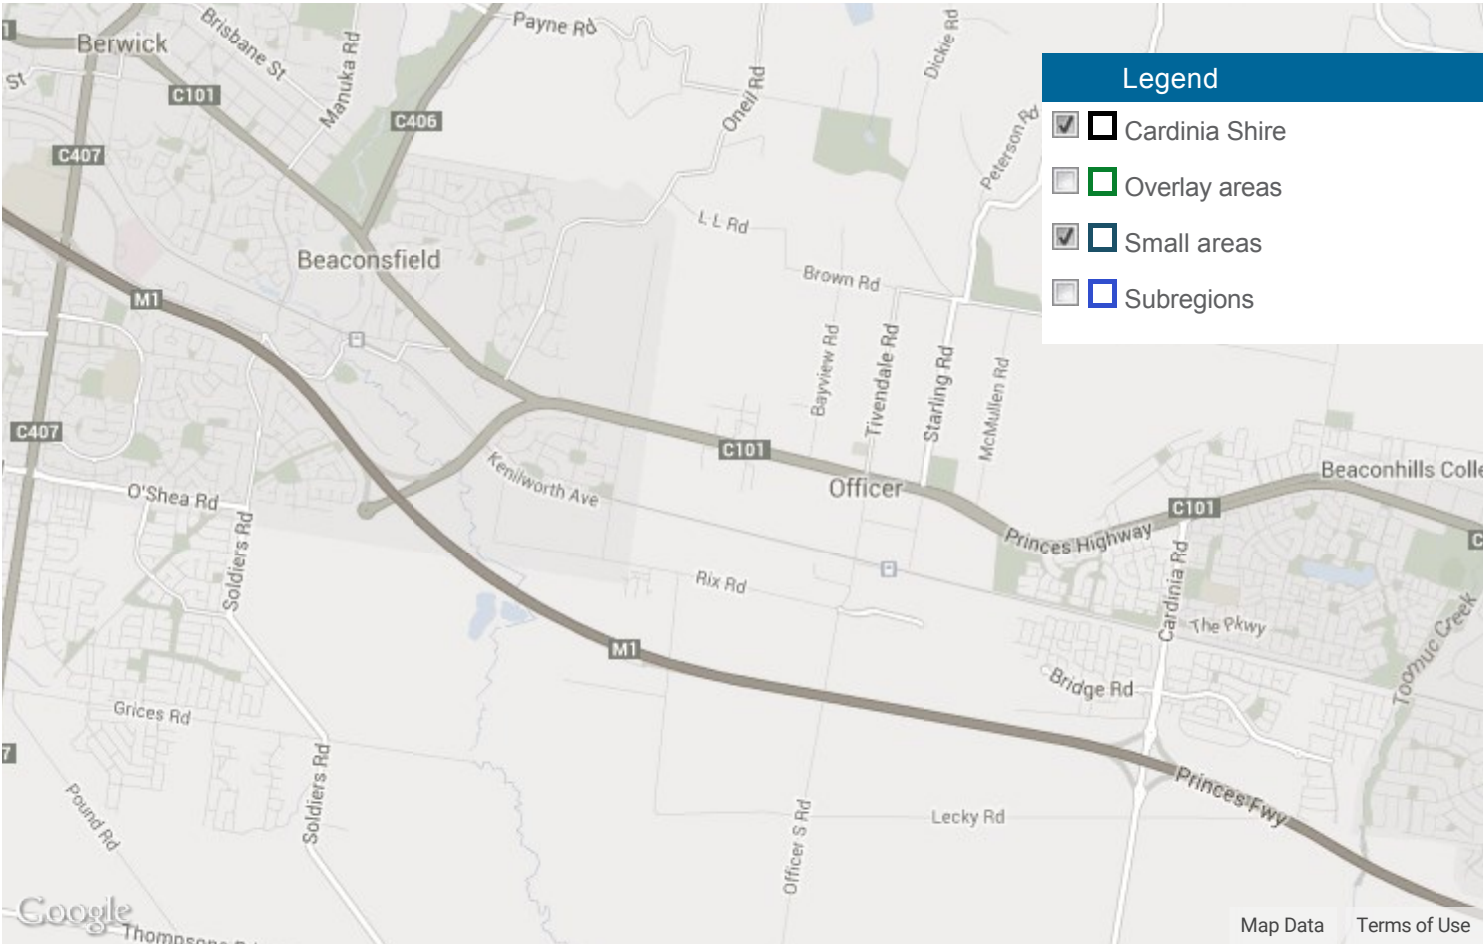 1
Payne Rd
Brisbane St
Dickie Rd
Berwick
Manuka Rd
St
C101
Oneil Rd
C406
Legend
Cardinia Shire
Peterson Rd
C407
Overlay areas
L L Rd
Small areas
Beaconsfield
Brown Rd
M1
Subregions
Bayview Rd
Tivendale Rd
Starling Rd
McMullen Rd
C407
C101
Kenilworth Ave
Officer
Beaconhills Colle
O'Shea Rd
C101
Princes Highway
C
Soldiers Rd
Rix Rd
Cardinia Rd
The Pkwy
Toomuc Creek
M1
Bridge Rd
Grices Rd
7
Soldiers Rd
Princes Fwy
Pound Rd
Officer S Rd
Lecky Rd
Google
Map Data
Terms of Use